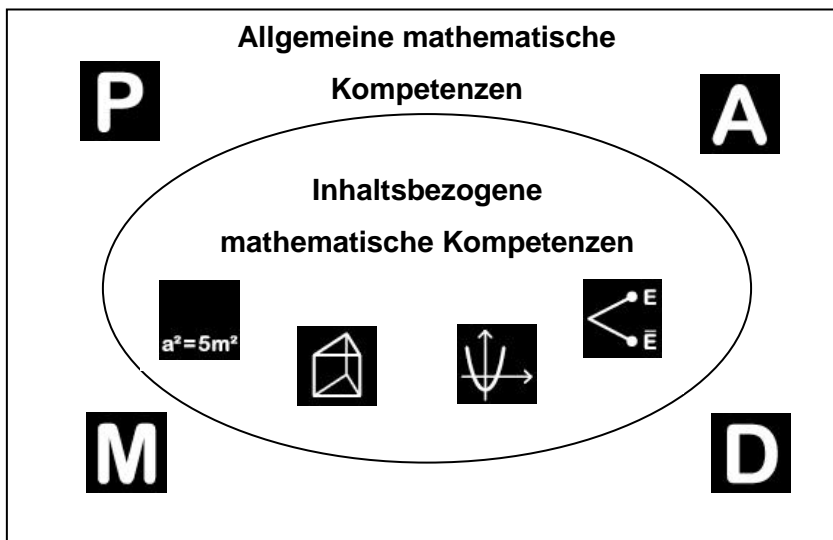 Allgemeine mathematische
Kompetenzen
P
A
Inhaltsbezogene
mathematische Kompetenzen
a²=5m²
E
E̅
M
D